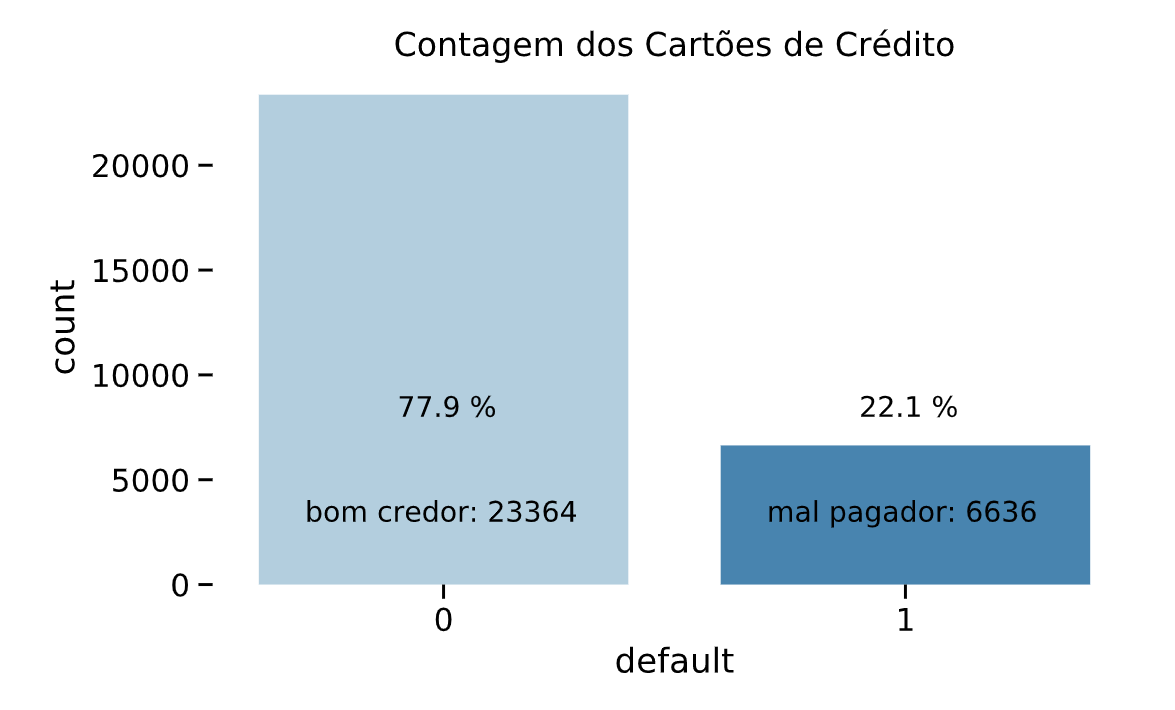 Contagem dos Cartões de Crédito
count
20000
15000
10000
5000
0
77.9 %
22.1 %
bom credor: 23364
mal pagador: 6636
0
1
default